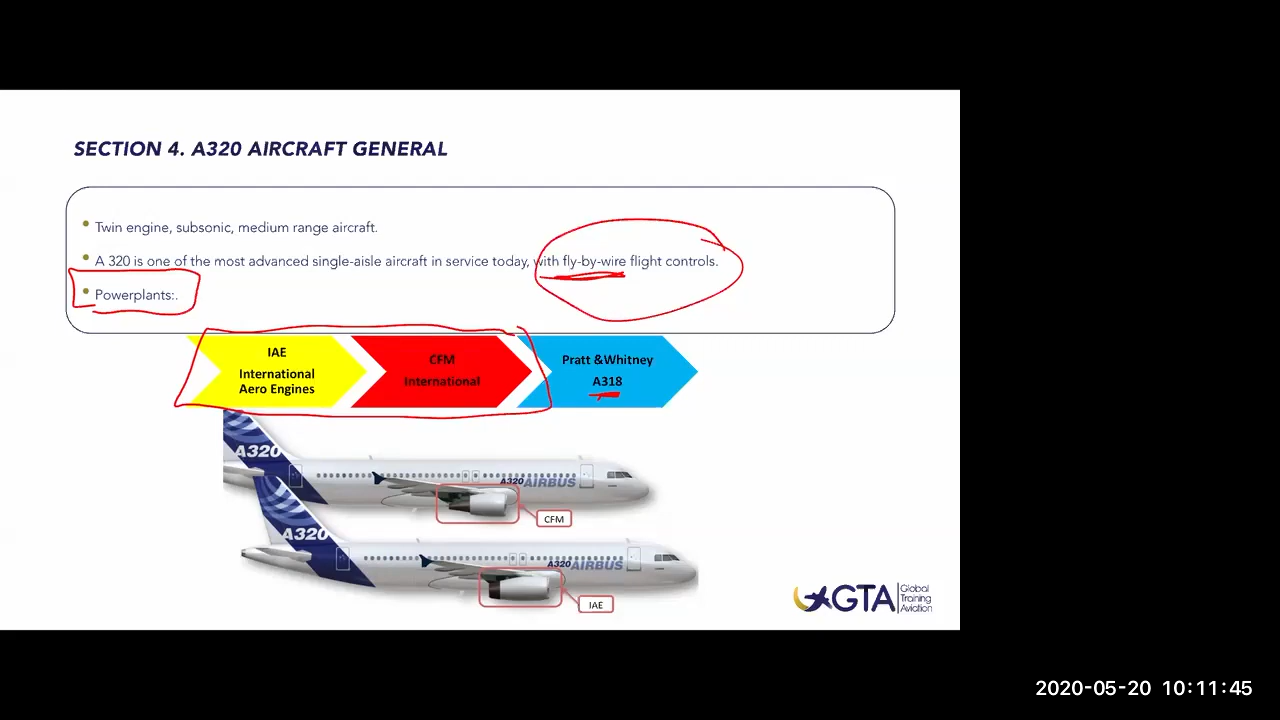 SECTION 4. A320 AIRCRAFT GENERAL
Twin engine, subsonic, medium range aircraft.
A 320 is one of the most advanced single-aisle aircraft in service today, with fly-by-wire flight controls.
Powerplants:.
IAE
International
Aero Engines
CFM
International
Pratt &Whitney
A318
A320
A320 AIRBUS
CFM
A320
A320 AIRBUS
IAE
GTA
Global
Training
Aviation
2020-05-20 10:11:45